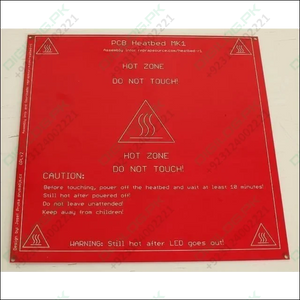 PCB Heatbed MK1
HOT ZONE
DO NOT TOUCH!
HOT ZONE
DO NOT TOUCH!
CAUTION:
Before touching, power off the heatbed and wait at least 10 minutes!
Still hot after powered off!
Do not leave unattended!
Keep away from children!
WARNING: Still hot after LED goes out!